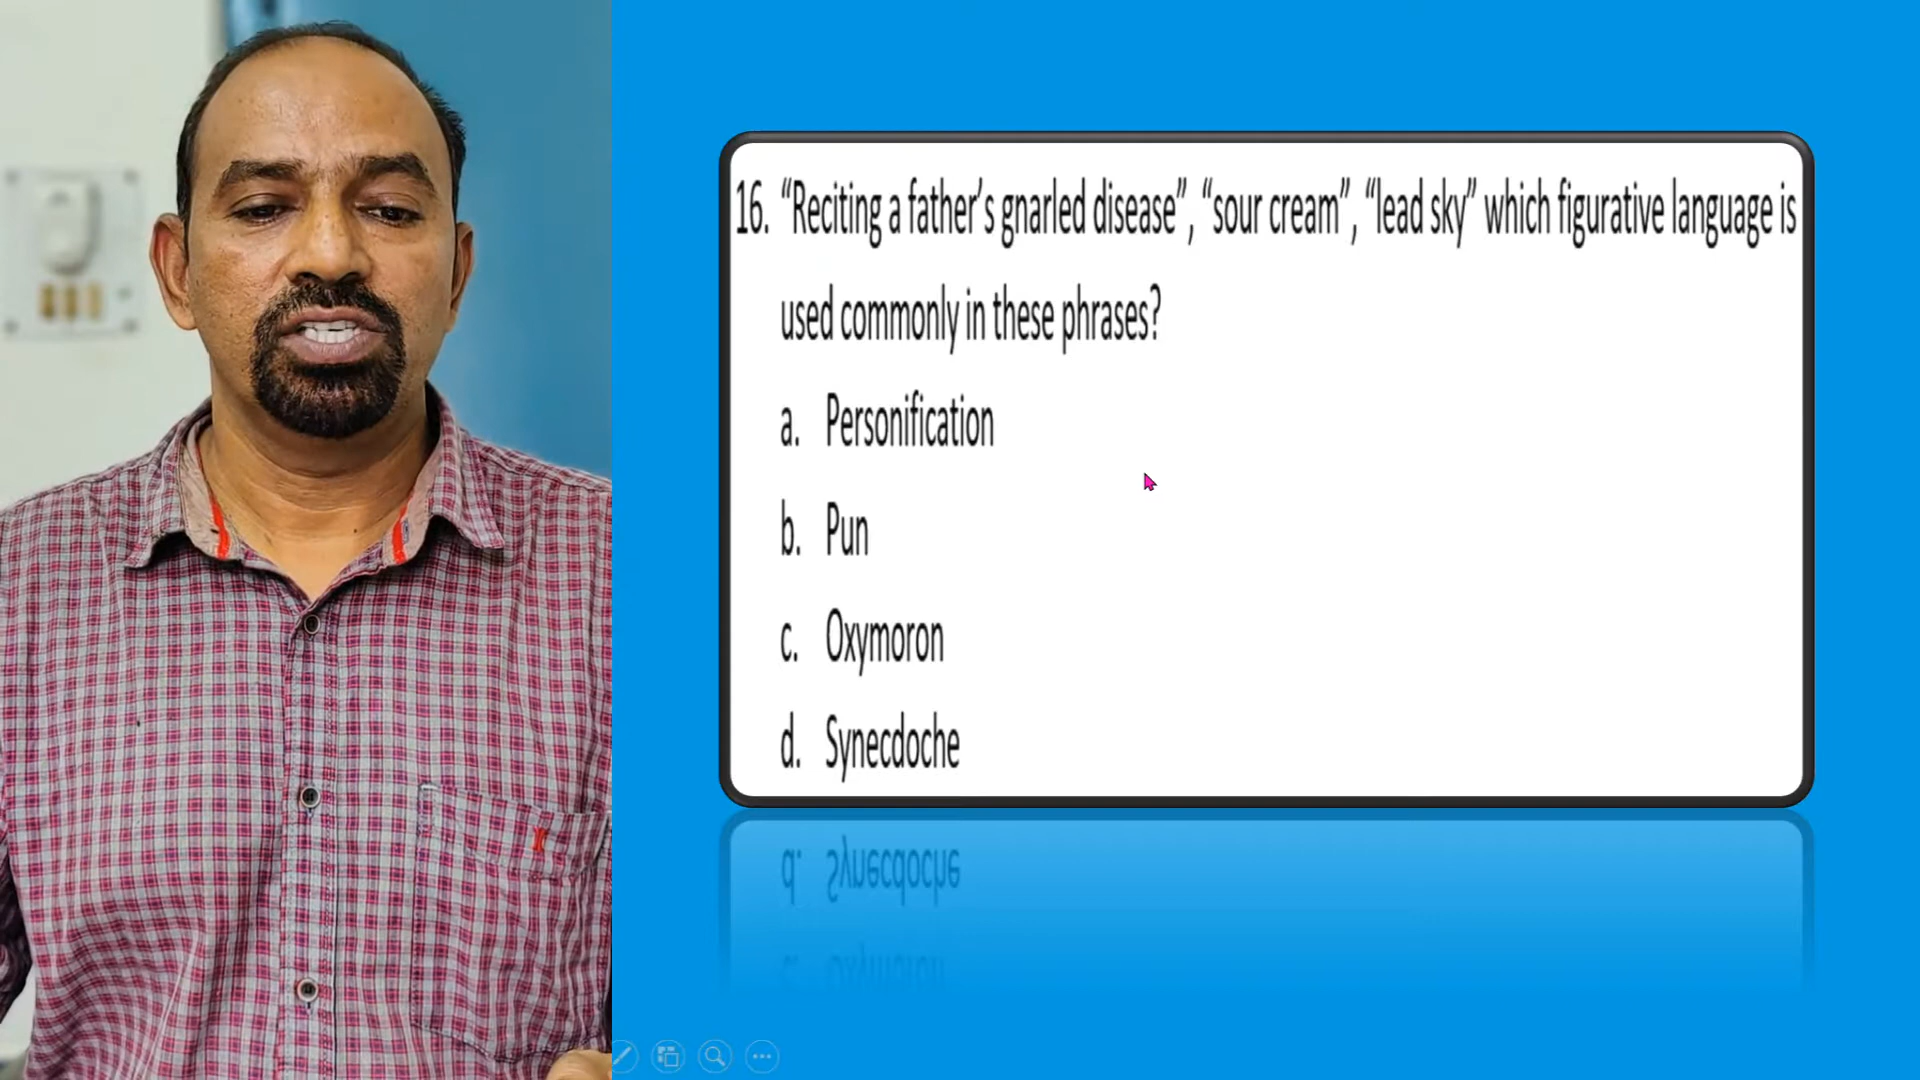 16. “Reciting a father’s gnarled disease”, “sour cream”, “lead sky” which figurative language is
used commonly in these phrases?
a. Personification
b. Pun
c. Oxymoron
d. Synecdoche